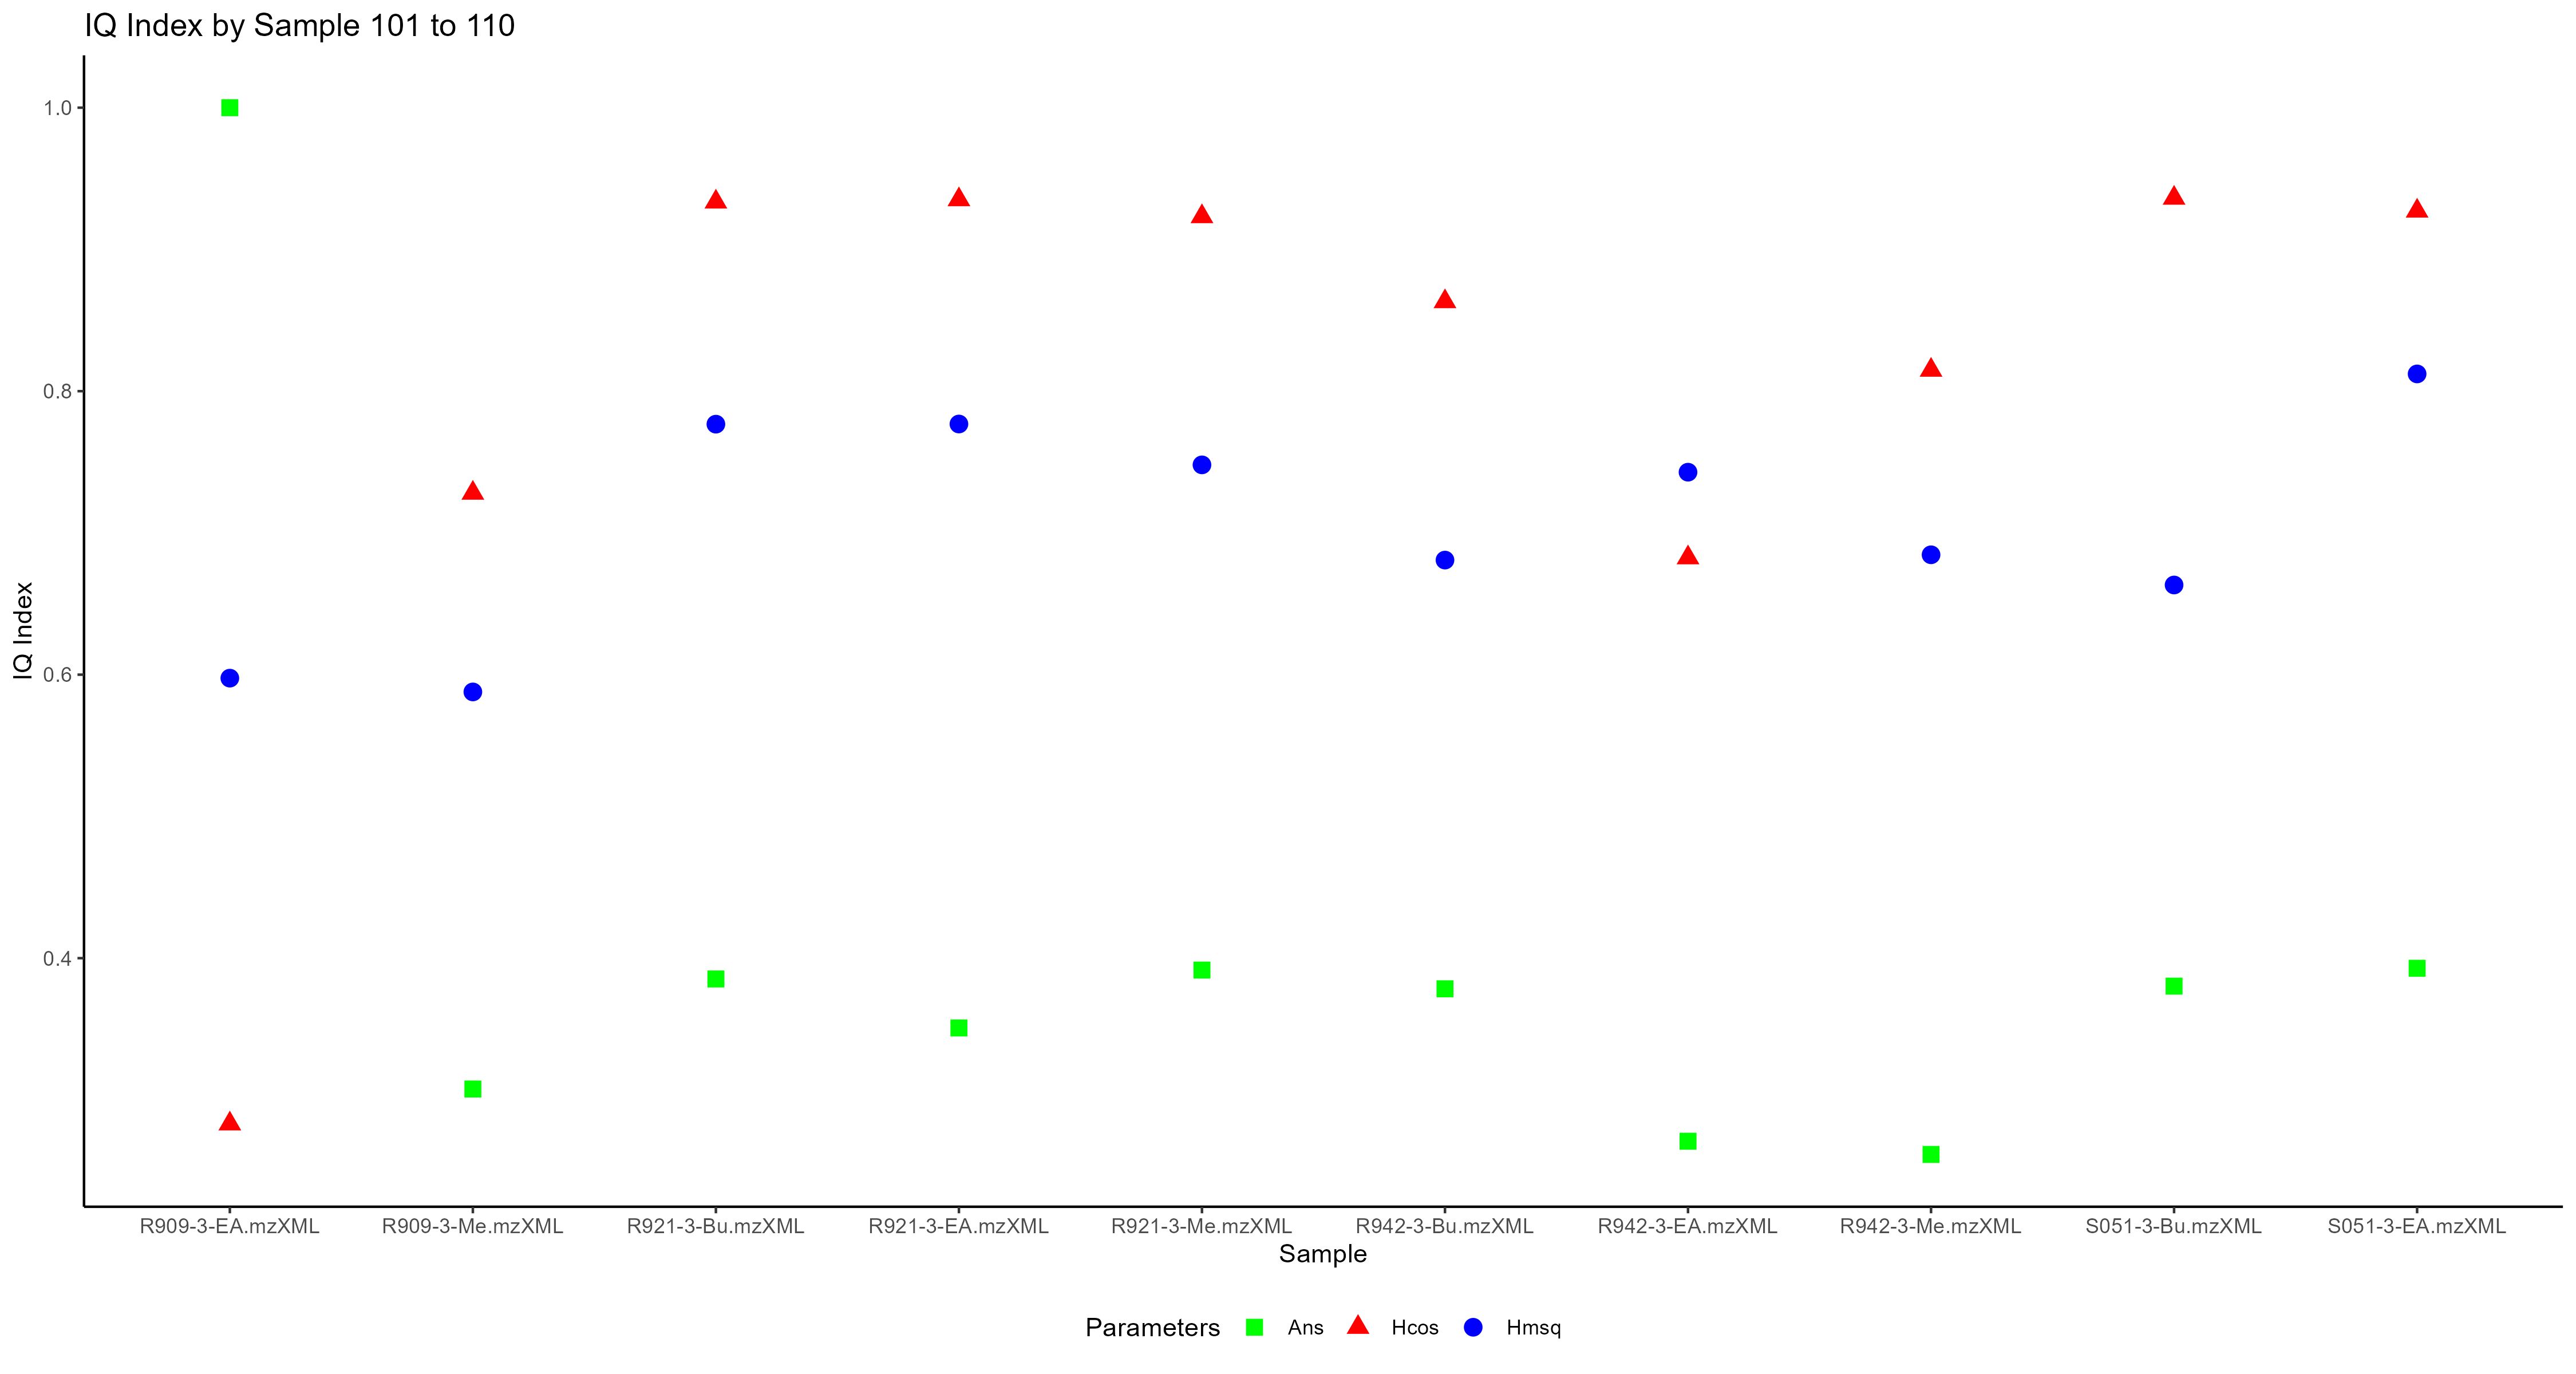 IQ Index by Sample 101 to 110
IQ Index
1.0
0.8
0.6
0.4
R909-3-EA.mzXML R909-3-Me.mzXML R921-3-Bu.mzXML R921-3-EA.mzXML R921-3-Me.mzXML R942-3-Bu.mzXML R942-3-EA.mzXML R942-3-Me.mzXML S051-3-Bu.mzXML S051-3-EA.mzXML
Sample
Parameters Ans Hcos Hmsq